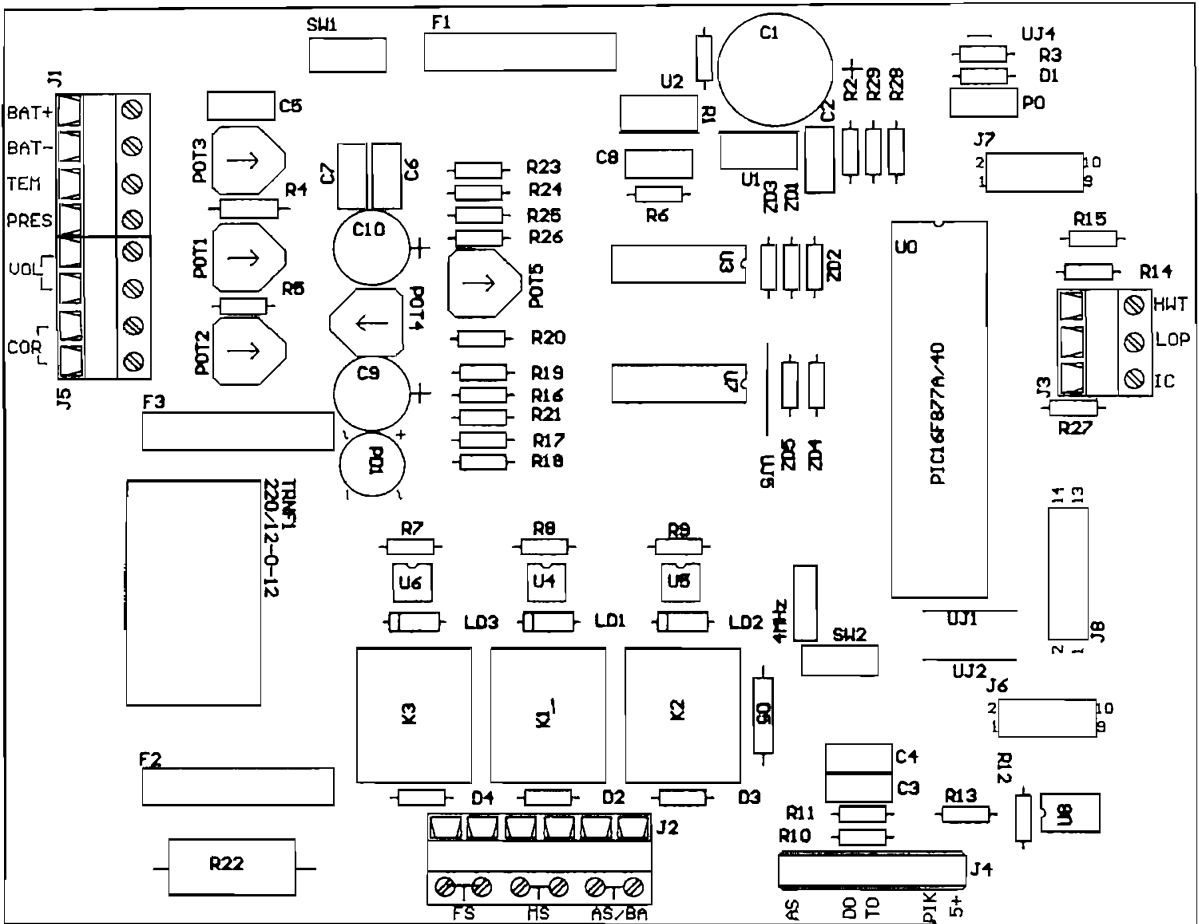 SW1
F1
C1
UJ4
R3
D1
PO
J1
BAT+
BAT-
TEM
PRES
VOL
COR
J5
C5
POT3
R4
POT1
R5
POT2
F3
C7
C6
C10
POT4
C9
PD1
R23
R24
R25
R26
POT5
R20
R19
R16
R21
R17
R18
U2
R1
C8
R6
U1
ZD3
ZD1
C2
R2
R29
R28
U3
ZD2
U7
UJ5
ZD5
ZD4
U0
PIC16F877A/40
J7
2
10
1
9
R15
R14
HWT
LOP
IC
J3
R27
TRNF1
220/12-0-12
R7
R8
R9
U6
U4
U5
LD3
LD1
LD2
4MHz
SW2
UJ1
UJ2
14
13
2
1
J8
J6
2
10
1
9
K3
K1
K2
D5
F2
D4
D2
D3
J2
R22
FS
MS
AS/BA
C4
C3
R11
R10
R13
R12
U8
J4
AS
DO
TO
PIK
5+